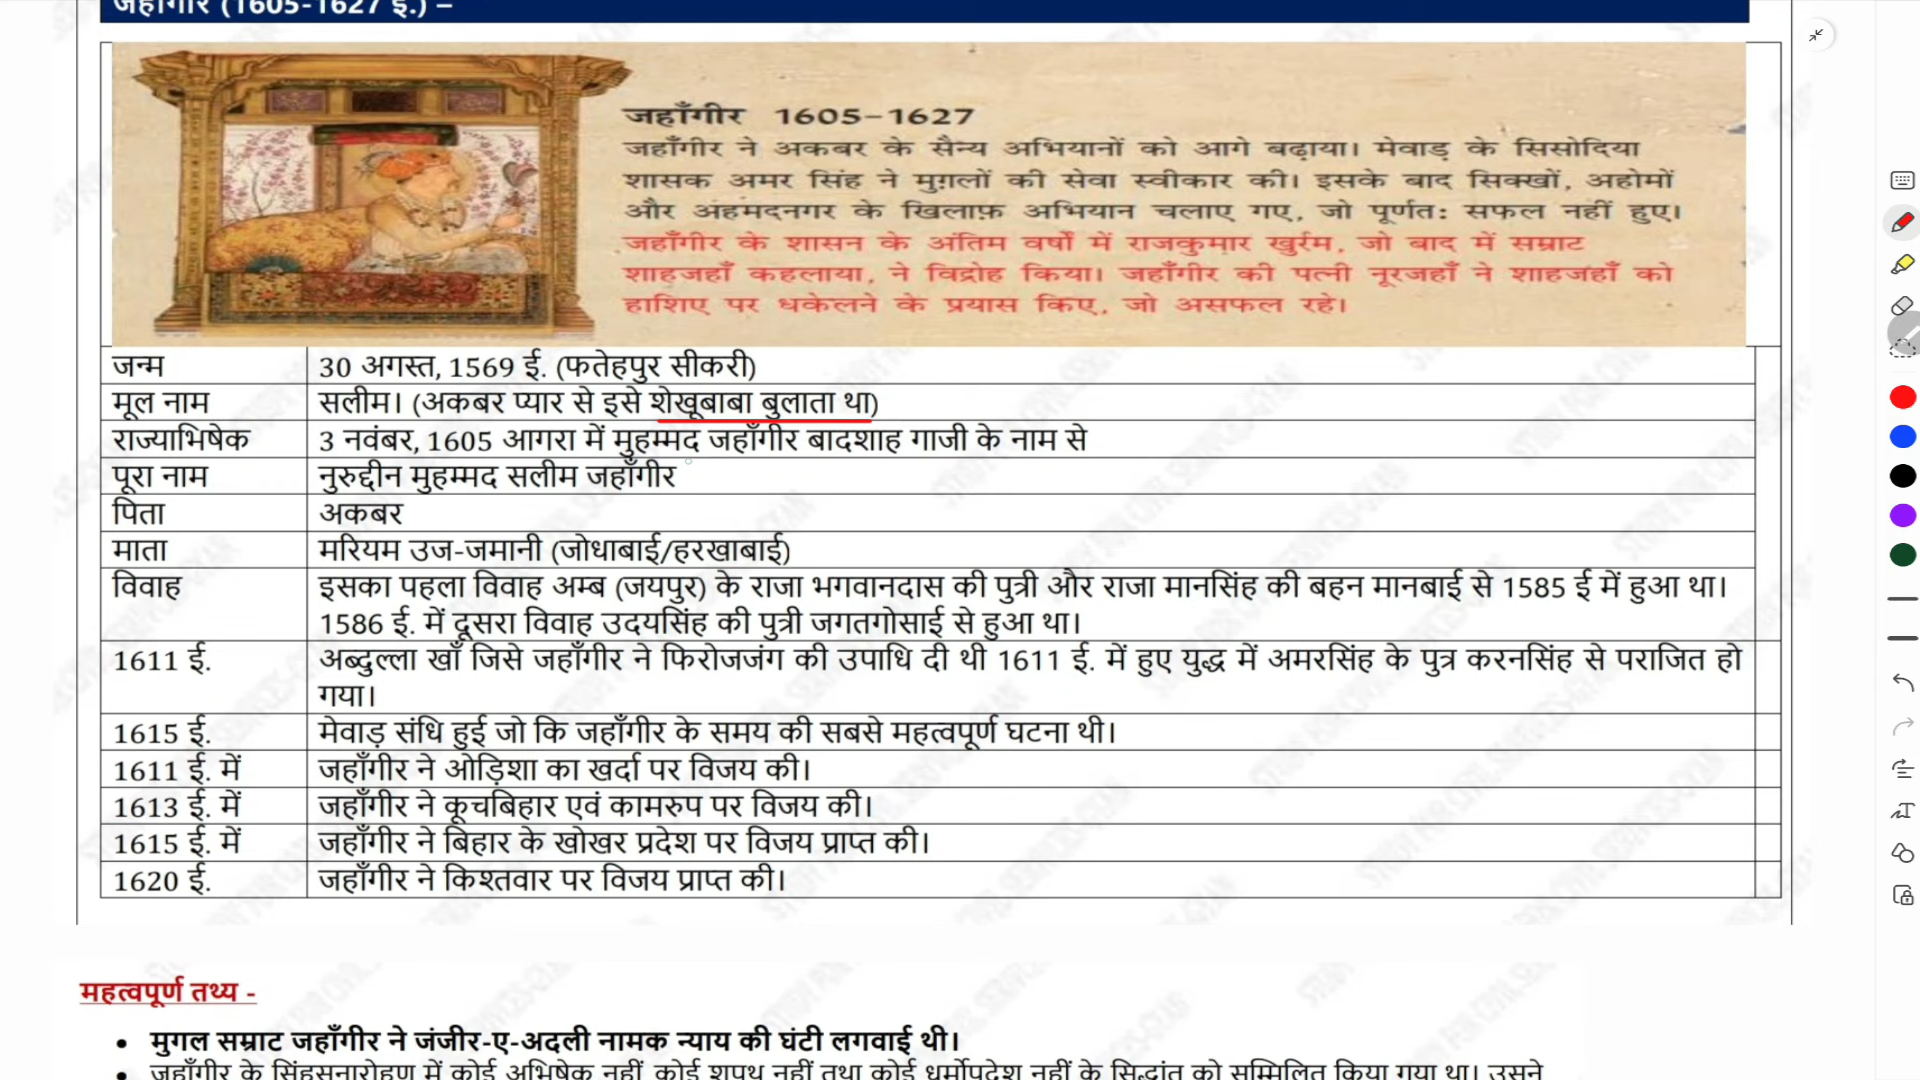 जहाँगीर (1605-1627 ई.) –
जहाँगीर 1605–1627
जहाँगीर ने अकबर के सैन्य अभियानों को आगे बढ़ाया। मेवाड़ के सिसोदिया
शासक अमर सिंह ने मुग़लों की सेवा स्वीकार की। इसके बाद सिक्खों, अहोमों
और अहमदनगर के खिलाफ़ अभियान चलाए गए, जो पूर्णतः सफल नहीं हुए।
जहाँगीर के शासन के अंतिम वर्षों में राजकुमार खुर्रम, जो बाद में सम्राट
शाहजहाँ कहलाया, ने विद्रोह किया। जहाँगीर की पत्नी नूरजहाँ ने शाहजहाँ को
हाशिए पर धकेलने के प्रयास किए, जो असफल रहे।
जन्म 30 अगस्त, 1569 ई. (फतेहपुर सीकरी)
मूल नाम सलीम। (अकबर प्यार से इसे शेखूबाबा बुलाता था)
राज्याभिषेक 3 नवंबर, 1605 आगरा में मुहम्मद जहाँगीर बादशाह गाजी के नाम से
पूरा नाम नुरुद्दीन मुहम्मद सलीम जहाँगीर
पिता अकबर
माता मरियम उज-जमानी (जोधाबाई/हरखाबाई)
विवाह इसका पहला विवाह अम्ब (जयपुर) के राजा भगवानदास की पुत्री और राजा मानसिंह की बहन मानबाई से 1585 ई में हुआ था।
1586 ई. में दूसरा विवाह उदयसिंह की पुत्री जगतगोसाई से हुआ था।
1611 ई. अब्दुल्ला खाँ जिसे जहाँगीर ने फिरोजजंग की उपाधि दी थी 1611 ई. में हुए युद्ध में अमरसिंह के पुत्र करनसिंह से पराजित हो
गया।
1615 ई. मेवाड़ संधि हुई जो कि जहाँगीर के समय की सबसे महत्वपूर्ण घटना थी।
1611 ई. में जहाँगीर ने ओड़िशा का खर्दा पर विजय की।
1613 ई. में जहाँगीर ने कूचबिहार एवं कामरुप पर विजय की।
1615 ई. में जहाँगीर ने बिहार के खोखर प्रदेश पर विजय प्राप्त की।
1620 ई. जहाँगीर ने किश्तवार पर विजय प्राप्त की।
महत्वपूर्ण तथ्य -
• मुगल सम्राट जहाँगीर ने जंजीर-ए-अदली नामक न्याय की घंटी लगवाई थी।
• जहाँगीर के सिंहसनारोहण में कोई अभिषेक नहीं कोई शपथ नहीं तथा कोई धर्मोपदेश नहीं के सिद्धांत को सम्मिलित किया गया था। उसने